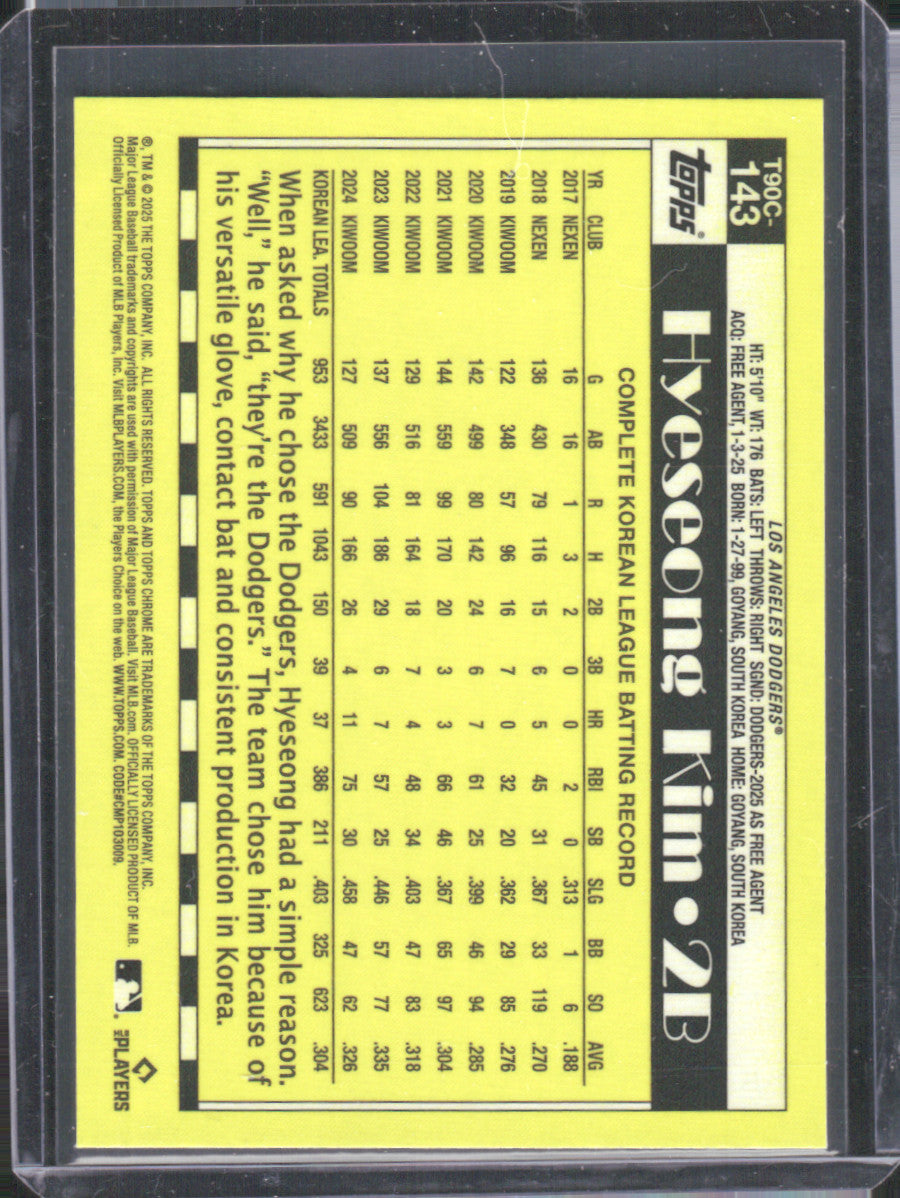 T90C-
143
LOS ANGELES DODGERS®
HT: 5'10" WT: 176 BATS: LEFT THROWS: RIGHT SGND: DODGERS-2025 AS FREE AGENT
ACQ: FREE AGENT, 1-3-25 BORN: 1-27-99, GOYANG, SOUTH KOREA HOME: GOYANG, SOUTH KOREA
topps® Hyeseong Kim • 2B
COMPLETE KOREAN LEAGUE BATTING RECORD
YR CLUB G AB R H 2B 3B HR RBI SB SLG BB SO AVG
2017 NEXEN 16 16 1 3 2 0 0 2 0 .313 1 6 .188
2018 NEXEN 136 430 79 116 15 6 5 45 31 .367 33 119 .270
2019 KIWOOM 122 348 57 96 16 7 0 32 20 .362 29 85 .276
2020 KIWOOM 142 499 80 142 24 6 7 61 25 .399 46 94 .285
2021 KIWOOM 144 559 99 170 20 3 3 66 46 .367 65 97 .304
2022 KIWOOM 129 516 81 164 18 7 4 48 34 .403 47 83 .318
2023 KIWOOM 137 556 104 186 29 6 7 57 25 .446 57 77 .335
2024 KIWOOM 127 509 90 166 26 4 11 75 30 .458 47 62 .326
KOREAN LEA. TOTALS 953 3433 591 1043 150 39 37 386 211 .403 325 623 .304
When asked why he chose the Dodgers, Hyeseong had a simple reason.
“Well,” he said, “they’re the Dodgers.” The team chose him because of
his versatile glove, contact bat and consistent production in Korea.
®, TM & © 2025 THE TOPPS COMPANY, INC. ALL RIGHTS RESERVED. TOPPS AND TOPPS CHROME ARE TRADEMARKS OF THE TOPPS COMPANY, INC.
Major League Baseball trademarks and copyrights are used with permission of Major League Baseball. Visit MLB.com. OFFICIALLY LICENSED PRODUCT OF MLB.
Officially Licensed Product of MLB Players, Inc. Visit MLBPLAYERS.COM, the Players Choice on the web. WWW.TOPPS.COM. CODE#CMP103009.
MLB PLAYERS